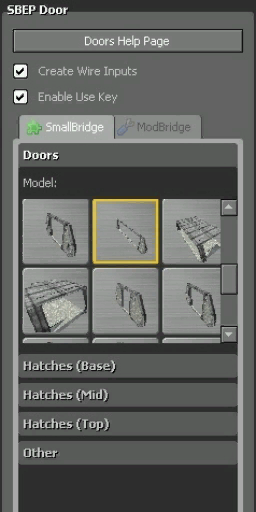 SBEP Door
Doors Help Page
Create Wire Inputs
Enable Use Key
SmallBridge ModBridge
Doors
Model:
Hatches (Base)
Hatches (Mid)
Hatches (Top)
Other